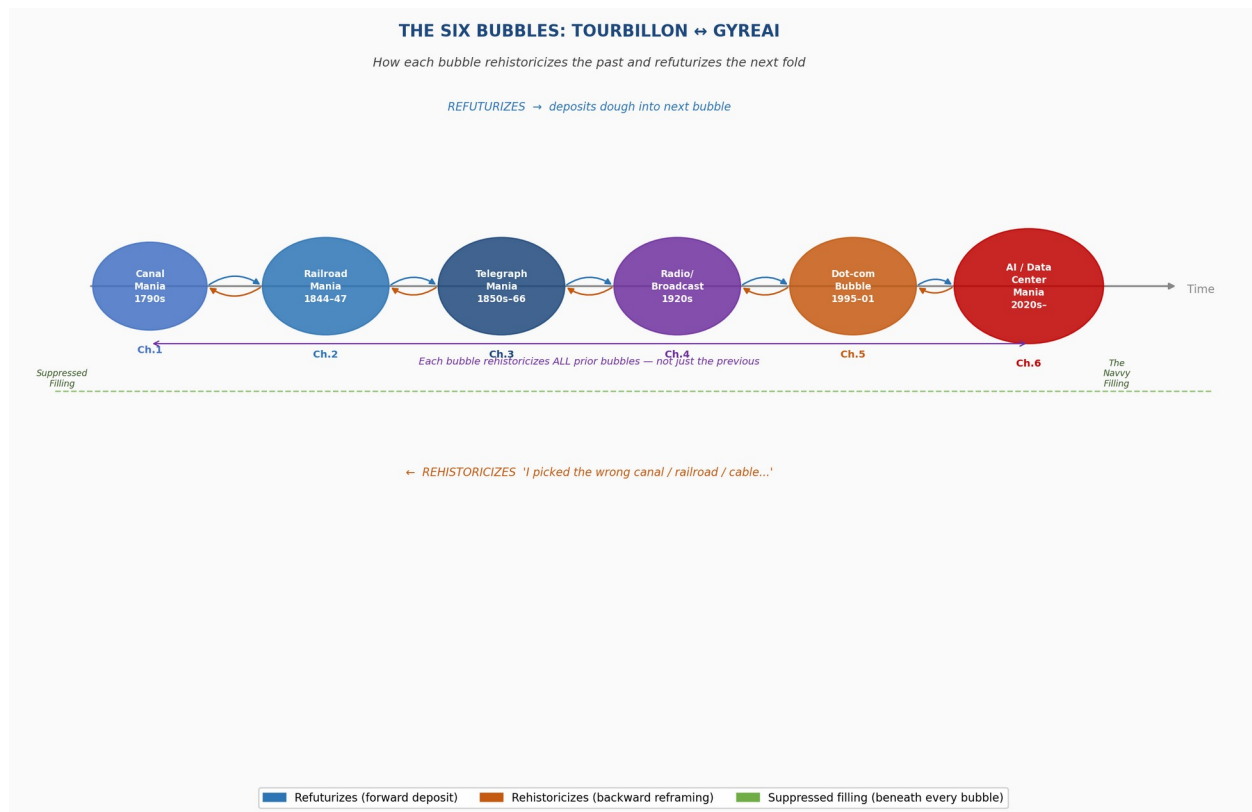 THE SIX BUBBLES: TOURBILLON ↔ GYREAI
How each bubble rehistoricizes the past and refuturizes the next fold
REFUTURIZES → deposits dough into next bubble
Canal
Mania
1790s
Railroad
Mania
1844–47
Telegraph
Mania
1850s–66
Radio/
Broadcast
1920s
Dot-com
Bubble
1995–01
AI / Data
Center
Mania
2020s–
Time
Ch.1
Ch.2
Ch.3
Ch.4
Ch.5
Ch.6
Each bubble rehistoricizes ALL prior bubbles — not just the previous
Suppressed
Filling
The
Navvy
Filling
← REHISTORICIZES 'I picked the wrong canal / railroad / cable...'
Refuturizes (forward deposit)
Rehistoricizes (backward reframing)
Suppressed filling (beneath every bubble)